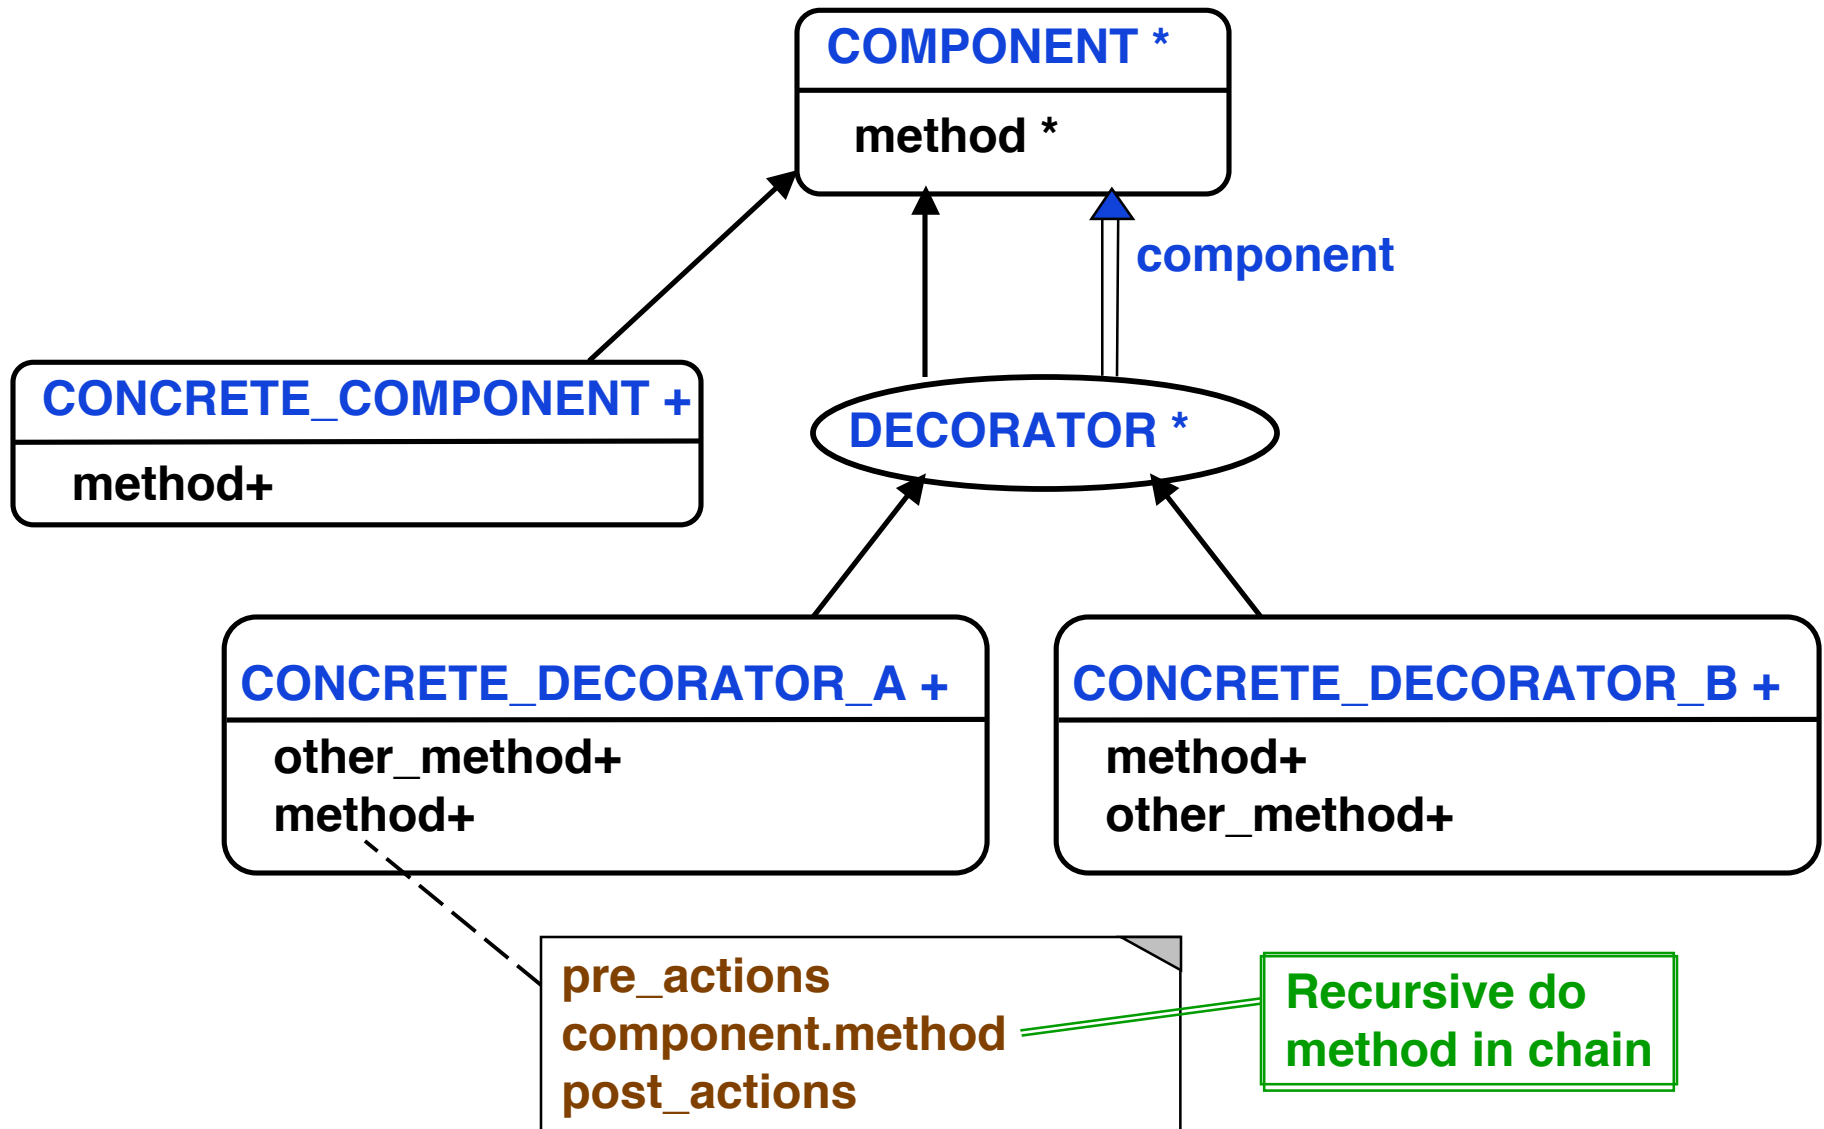 COMPONENT *
method *
component
CONCRETE_COMPONENT +
method+
DECORATOR *
CONCRETE_DECORATOR_A +
other_method+
method+
CONCRETE_DECORATOR_B +
method+
other_method+
pre_actions
component.method
post_actions
Recursive do
method in chain